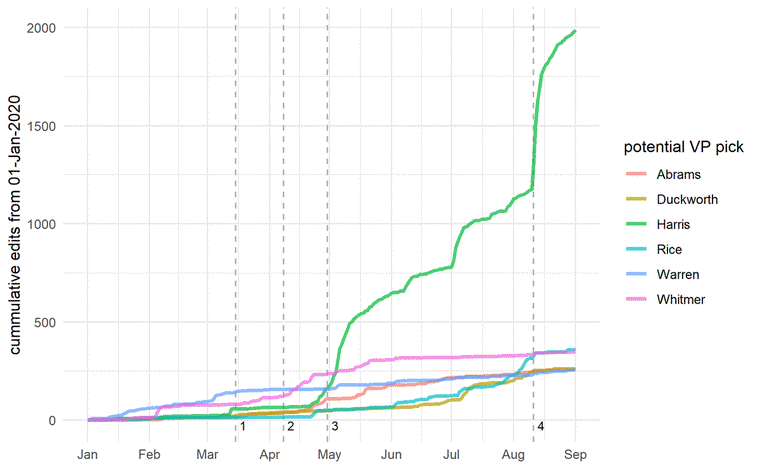 cummulative edits from 01-Jan-2020
2000
1500
1000
500
0
Jan Feb Mar Apr May Jun Jul Aug Sep
1 2 3 4
potential VP pick
Abrams
Duckworth
Harris
Rice
Warren
Whitmer